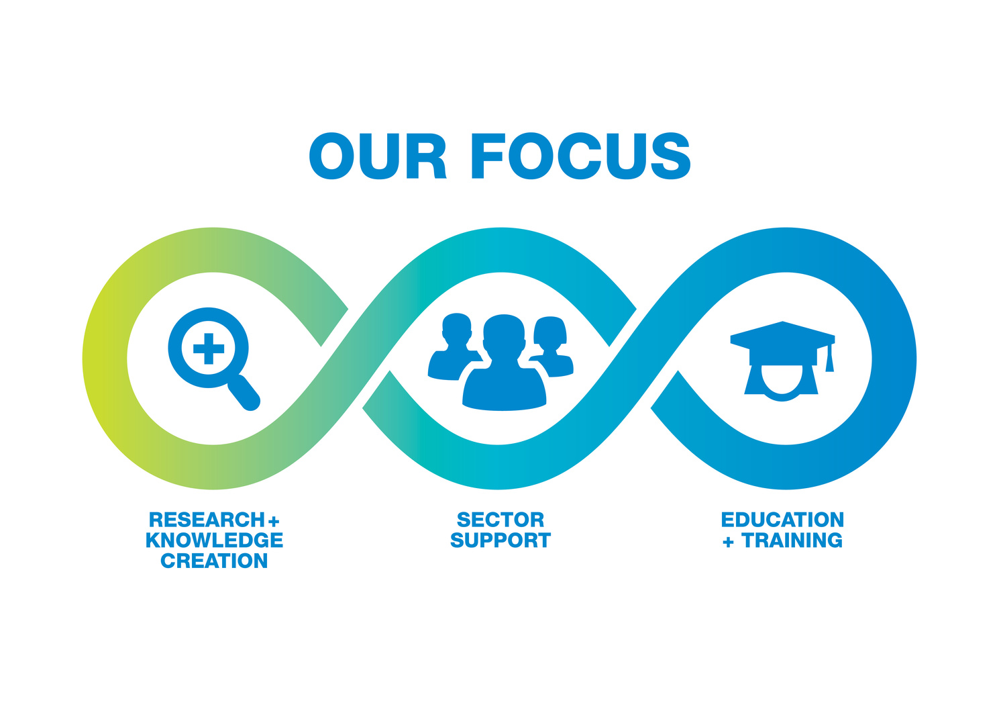 OUR FOCUS
RESEARCH +
KNOWLEDGE
CREATION
SECTOR
SUPPORT
EDUCATION
+ TRAINING